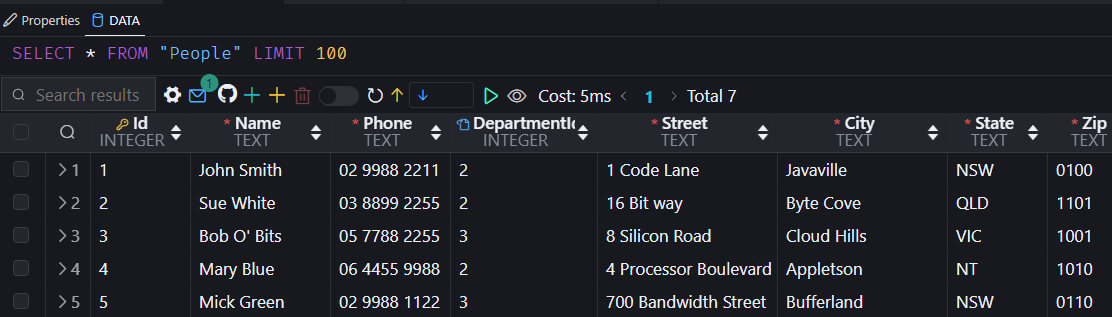 Properties DATA
SELECT * FROM "People" LIMIT 100
Search results 1 Cost: 5ms 1 Total 7
Id * Name * Phone DepartmentId * Street * City * State * Zip
INTEGER TEXT TEXT INTEGER TEXT TEXT TEXT TEXT
1 1 John Smith 02 9988 2211 2 1 Code Lane Javaville NSW 0100
2 2 Sue White 03 8899 2255 2 16 Bit way Byte Cove QLD 1101
3 3 Bob O' Bits 05 7788 2255 3 8 Silicon Road Cloud Hills VIC 1001
4 4 Mary Blue 06 4455 9988 2 4 Processor Boulevard Appletson NT 1010
5 5 Mick Green 02 9988 1122 3 700 Bandwidth Street Bufferland NSW 0110